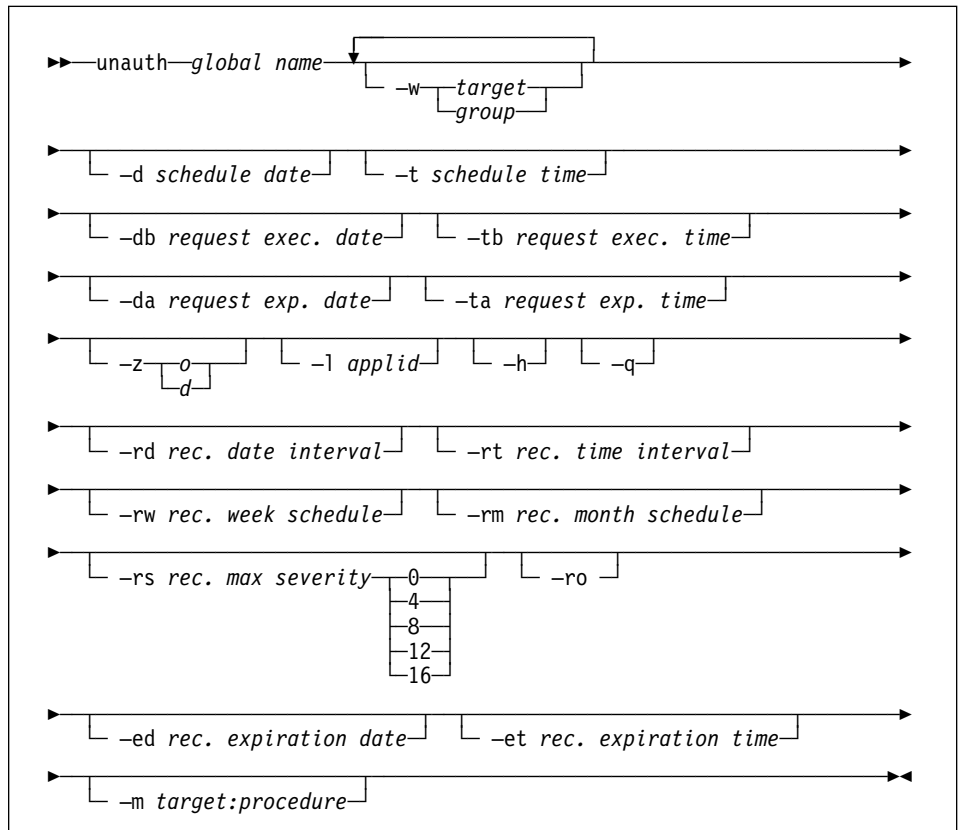 unauth global name
–w target
group
–d schedule date –t schedule time
–db request exec. date –tb request exec. time
–da request exp. date –ta request exp. time
–z o –l applid –h –q
d
–rd rec. date interval –rt rec. time interval
–rw rec. week schedule –rm rec. month schedule
–rs rec. max severity 0 –ro
4
8
12
16
–ed rec. expiration date –et rec. expiration time
–m target:procedure